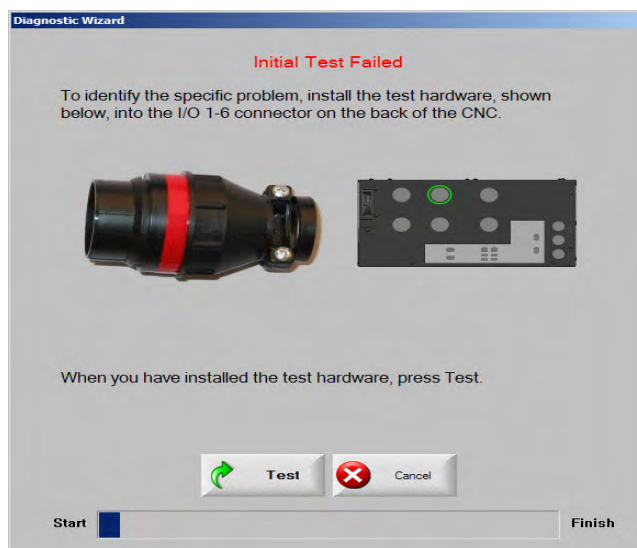 Diagnostic Wizard
Initial Test Failed
To identify the specific problem, install the test hardware, shown
below, into the I/O 1-6 connector on the back of the CNC.
When you have installed the test hardware, press Test.
Test
Cancel
Start
Finish